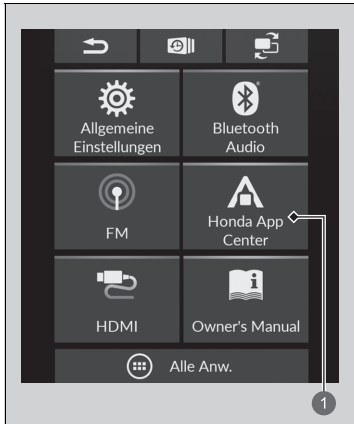 Allgemeine
Einstellungen
Bluetooth
Audio
FM
Honda App
Center
HDMI
Owner's Manual
Alle Anw.
1